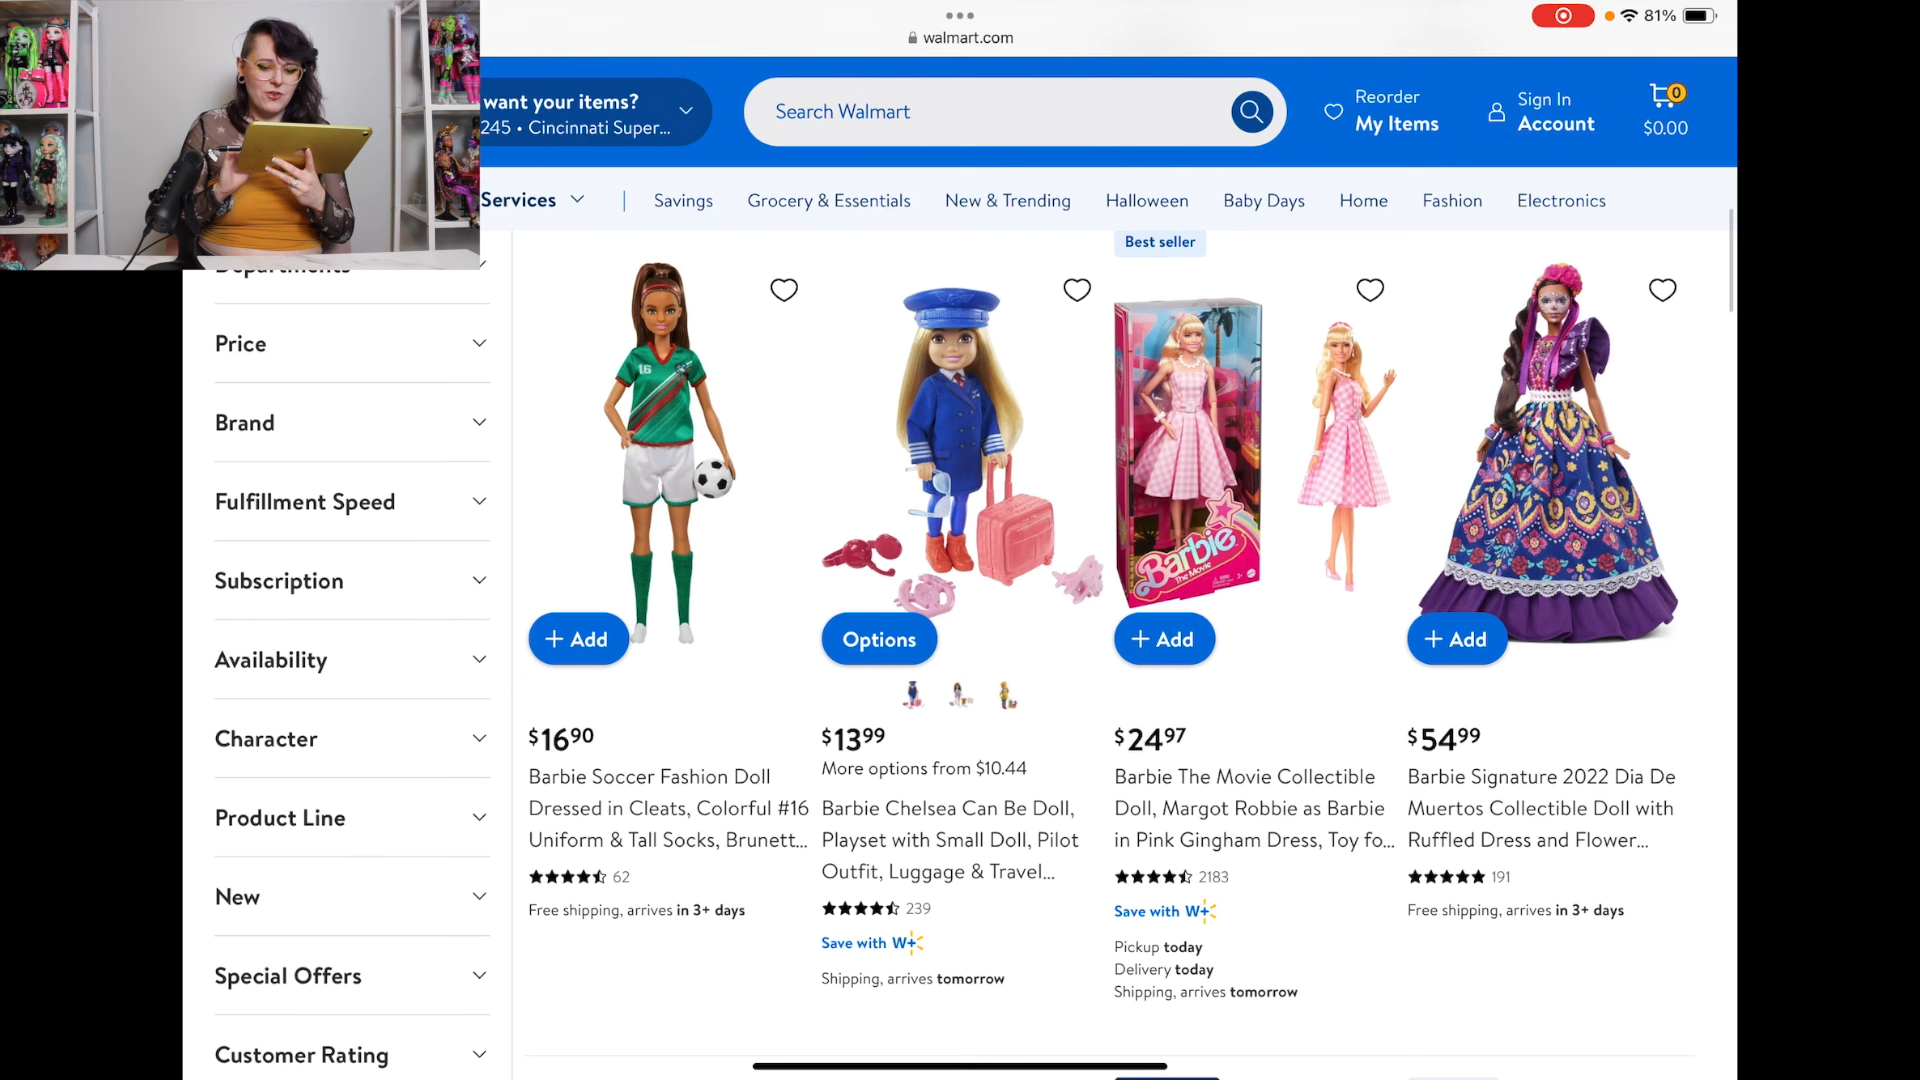 walmart.com
81%
want your items?
245 • Cincinnati Super...
Search Walmart
Reorder
My Items
Sign In
Account
0
$0.00
Services
Savings
Grocery & Essentials
New & Trending
Halloween
Baby Days
Home
Fashion
Electronics
Departments
Price
Brand
Fulfillment Speed
Subscription
Availability
Character
Product Line
New
Special Offers
Customer Rating
16
+ Add
$16.90
Barbie Soccer Fashion Doll
Dressed in Cleats, Colorful #16
Uniform & Tall Socks, Brunett...
62
Free shipping, arrives in 3+ days
Options
$13.99
More options from $10.44
Barbie Chelsea Can Be Doll,
Playset with Small Doll, Pilot
Outfit, Luggage & Travel...
239
Save with W+
Shipping, arrives tomorrow
Best seller
Barbie
The Movie
+ Add
$24.97
Barbie The Movie Collectible
Doll, Margot Robbie as Barbie
in Pink Gingham Dress, Toy fo...
2183
Save with W+
Pickup today
Delivery today
Shipping, arrives tomorrow
+ Add
$54.99
Barbie Signature 2022 Dia De
Muertos Collectible Doll with
Ruffled Dress and Flower...
191
Free shipping, arrives in 3+ days